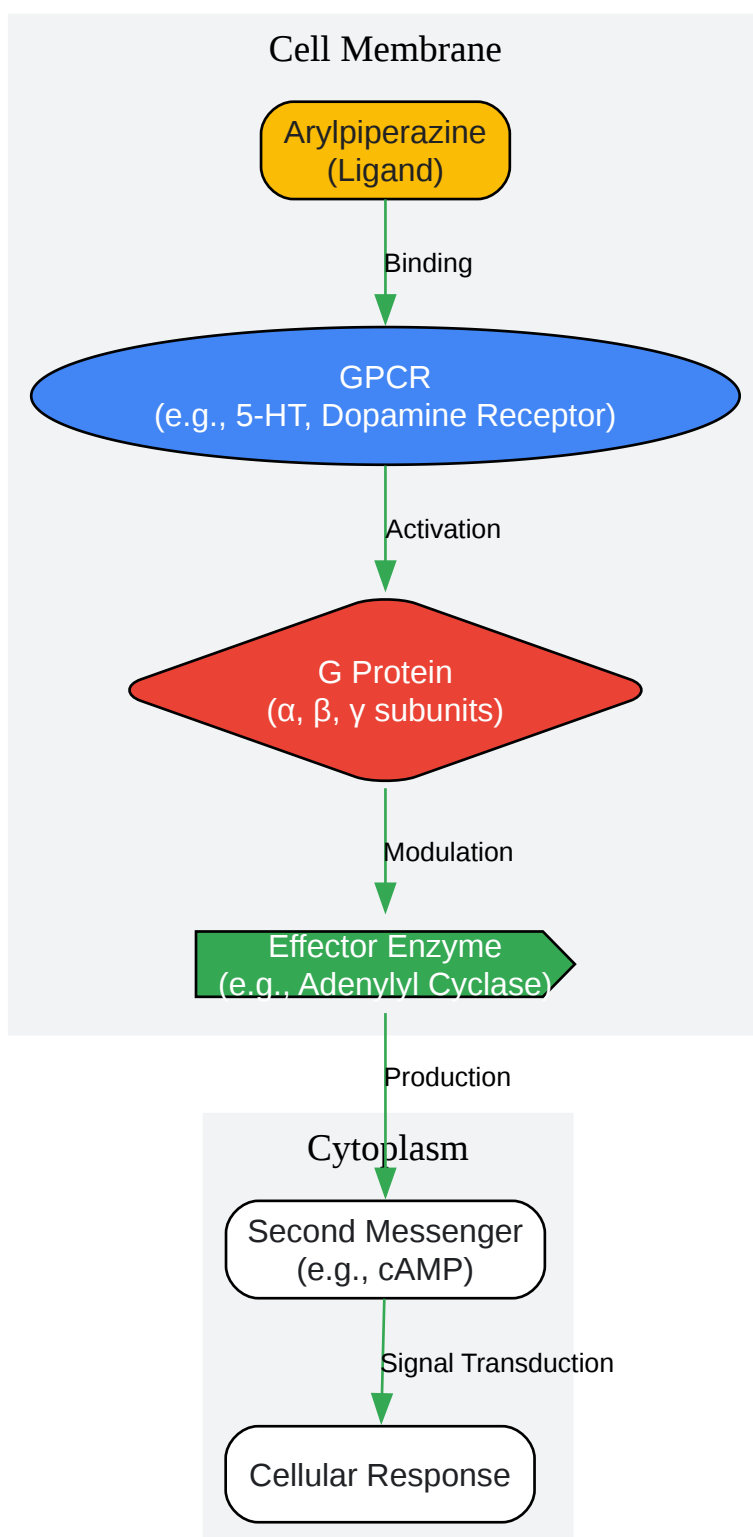 Cell Membrane
Arylpiperazine
(Ligand)
Binding
GPCR
(e.g., 5-HT, Dopamine Receptor)
Activation
G Protein
(α, β, γ subunits)
Modulation
Effector Enzyme
(e.g., Adenylyl Cyclase)
Production
Cytoplasm
Second Messenger
(e.g., cAMP)
Signal Transduction
Cellular Response